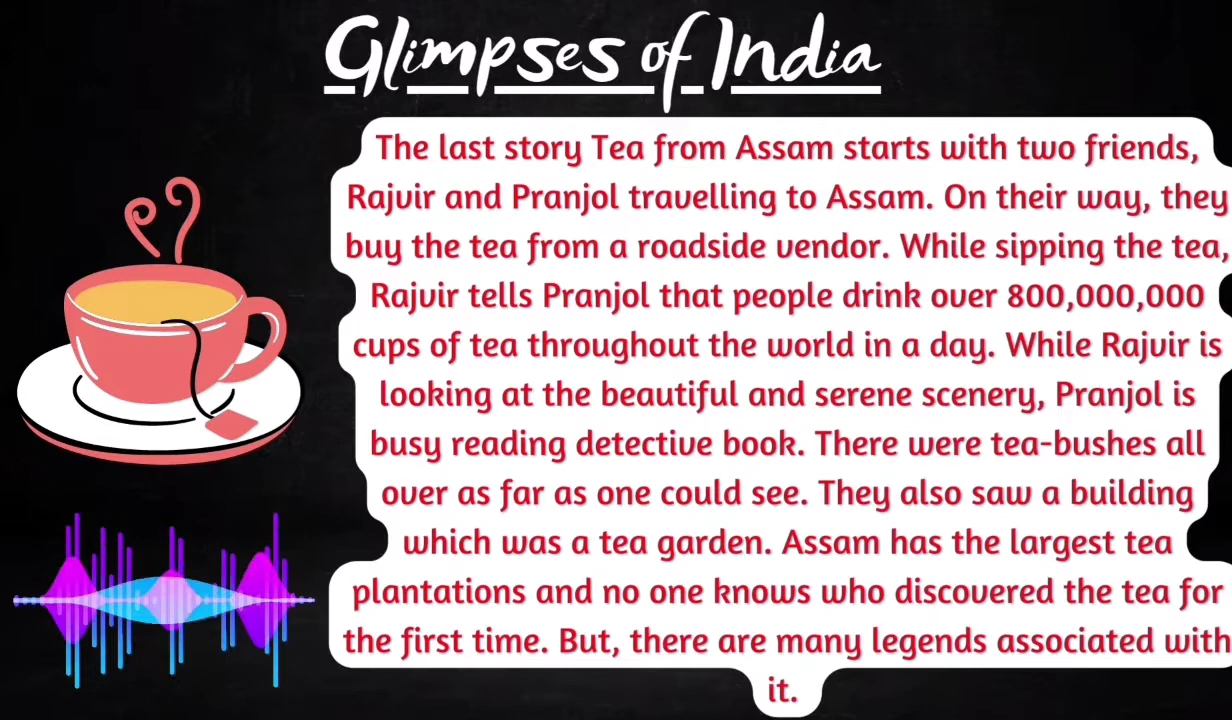 Glimpses of India
The last story Tea from Assam starts with two friends,
Rajvir and Pranjol travelling to Assam. On their way, they
buy the tea from a roadside vendor. While sipping the tea,
Rajvir tells Pranjol that people drink over 800,000,000
cups of tea throughout the world in a day. While Rajvir is
looking at the beautiful and serene scenery, Pranjol is
busy reading detective book. There were tea-bushes all
over as far as one could see. They also saw a building
which was a tea garden. Assam has the largest tea
plantations and no one knows who discovered the tea for
the first time. But, there are many legends associated with
it.